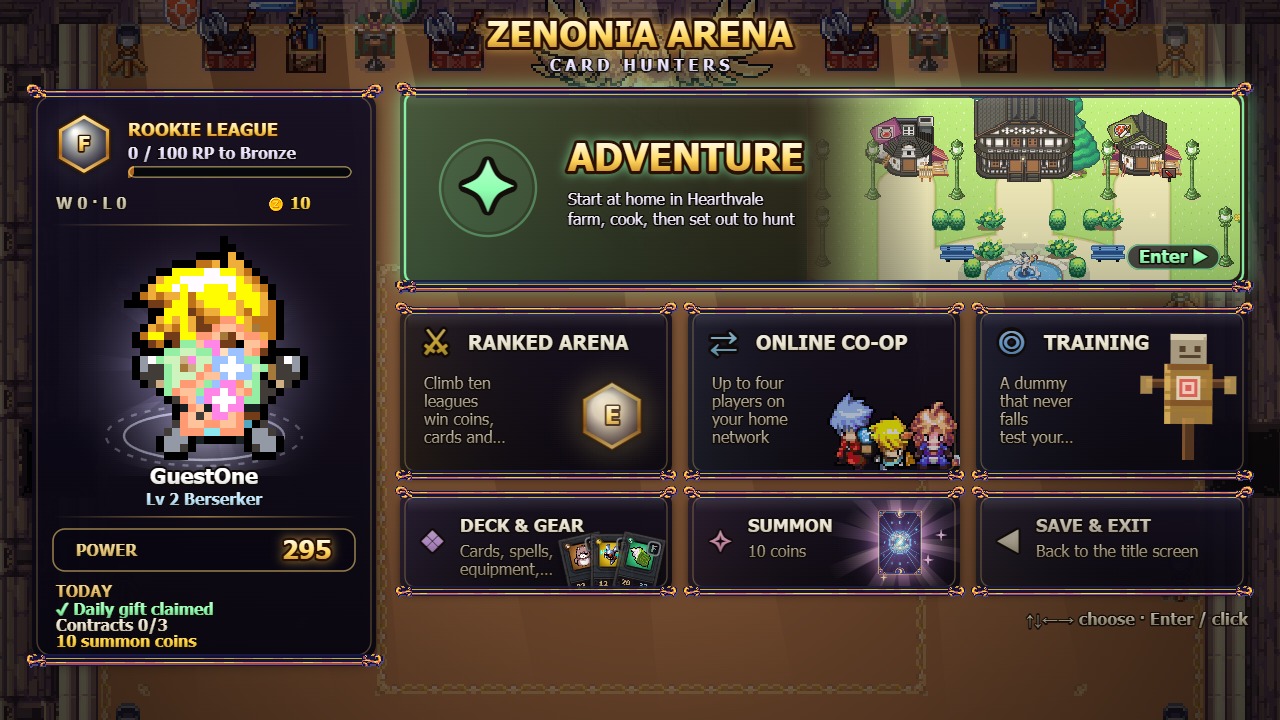 ZENONIA ARENA
CARD HUNTERS
F
ROOKIE LEAGUE
0 / 100 RP to Bronze
W 0 · L 0
10
GuestOne
Lv 2 Berserker
POWER
295
TODAY
✓ Daily gift claimed
Contracts 0/3
10 summon coins
ADVENTURE
Start at home in Hearthvale
farm, cook, then set out to hunt
Enter ▶
RANKED ARENA
Climb ten
leagues
win coins,
cards and...
E
ONLINE CO-OP
Up to four
players on
your home
network
TRAINING
A dummy
that never
falls
test your...
DECK & GEAR
Cards, spells,
equipment,...
F
SUMMON
10 coins
SAVE & EXIT
Back to the title screen
↑↓←→ choose · Enter / click